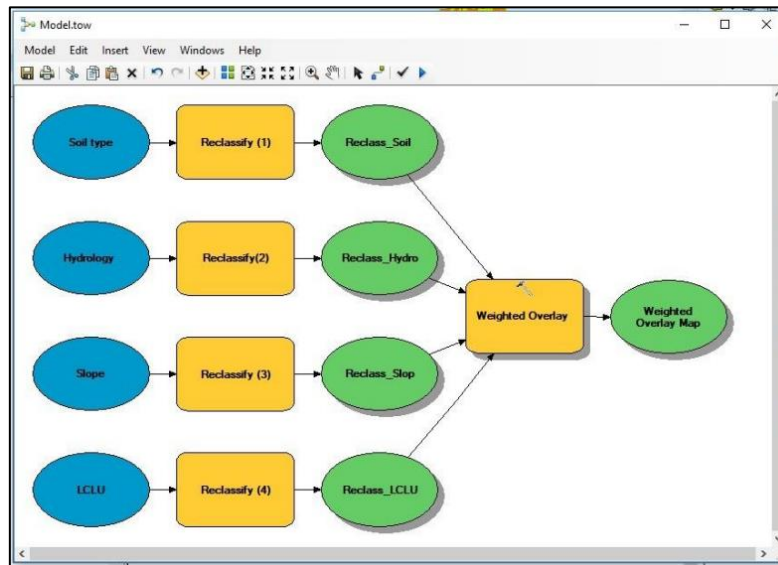 Model.tow
Model Edit Insert View Windows Help
Soil type
Reclassify (1)
Reclass_Soil
Hydrology
Reclassify(2)
Reclass_Hydro
Weighted Overlay
Weighted
Overlay Map
Slope
Reclassify (3)
Reclass_Slop
LCLU
Reclassify (4)
Reclass_LCLU